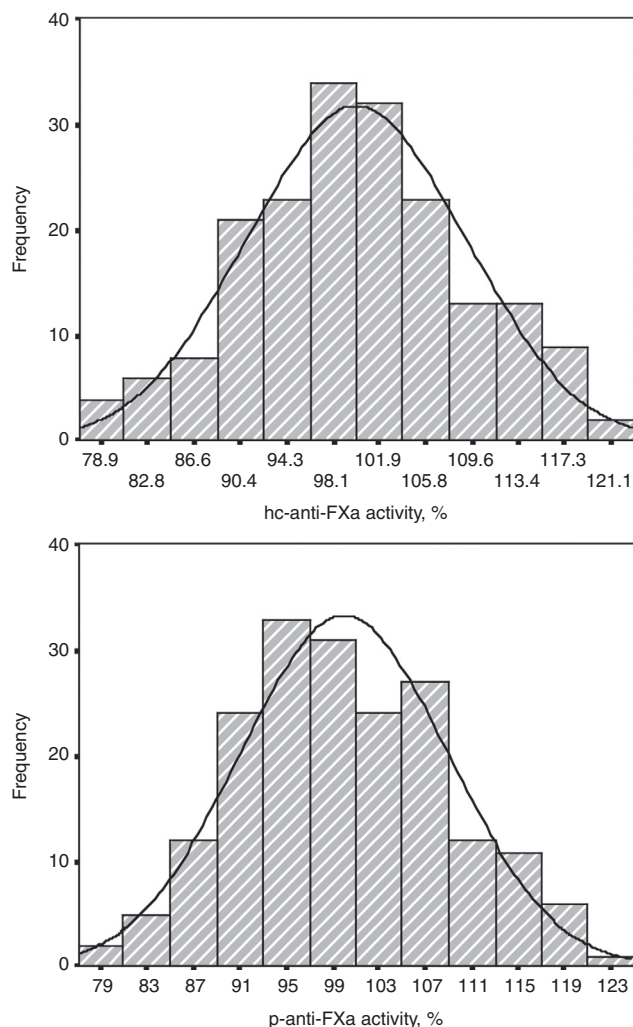 40
30
20
10
0
Frequency
78.9 86.6 94.3 101.9 109.6 117.3
82.8 90.4 98.1 105.8 113.4 121.1
hc-anti-FXa activity, %
40
30
20
10
0
Frequency
79 83 87 91 95 99 103 107 111 115 119 123
p-anti-FXa activity, %